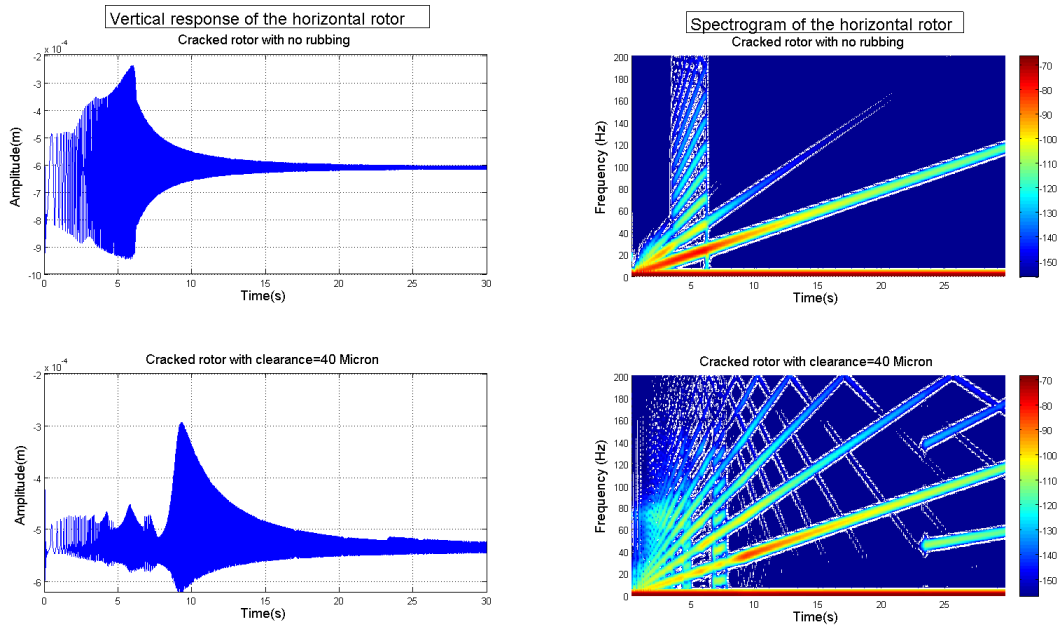 Vertical response of the horizontal rotor
Cracked rotor with no rubbing
x 10^-4
-2
-3
-4
-5
-6
-7
-8
-9
-10
0 5 10 15 20 25 30
Amplitude(m)
Time(s)
Spectrogram of the horizontal rotor
Cracked rotor with no rubbing
200
180
160
140
120
100
80
60
40
20
0
5 10 15 20 25
Frequency (Hz)
Time(s)
-70
-80
-90
-100
-110
-120
-130
-140
-150
Cracked rotor with clearance=40 Micron
x 10^-4
-2
-3
-4
-5
-6
0 5 10 15 20 25 30
Amplitude(m)
Time(s)
Cracked rotor with clearance=40 Micron
200
180
160
140
120
100
80
60
40
20
0
5 10 15 20 25
Frequency (Hz)
Time(s)
-70
-80
-90
-100
-110
-120
-130
-140
-150